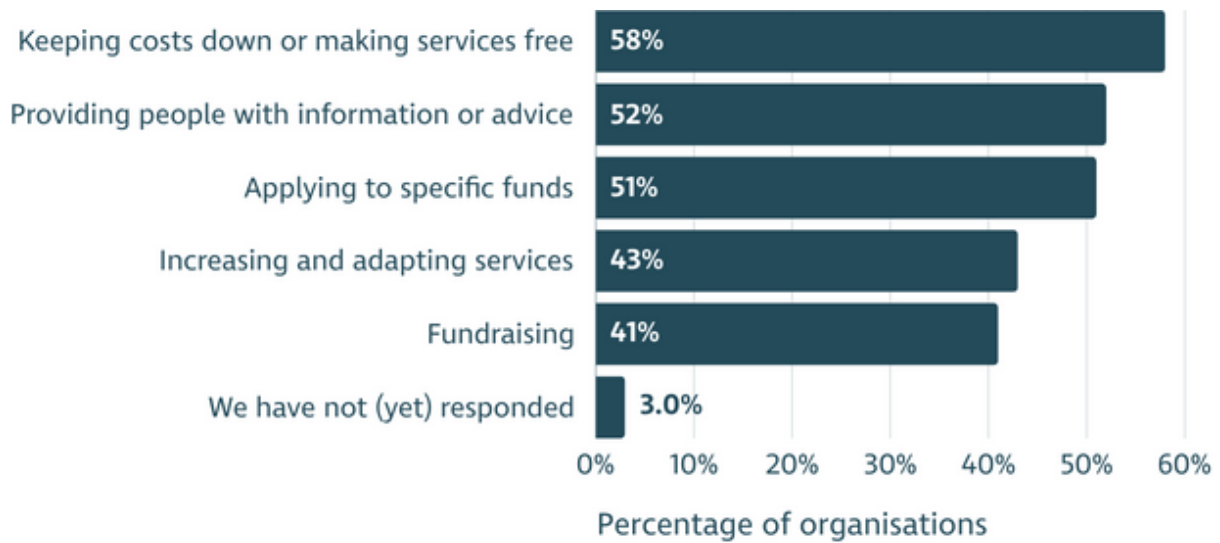 Keeping costs down or making services free 58%
Providing people with information or advice 52%
Applying to specific funds 51%
Increasing and adapting services 43%
Fundraising 41%
We have not (yet) responded 3.0%
0% 10% 20% 30% 40% 50% 60%
Percentage of organisations